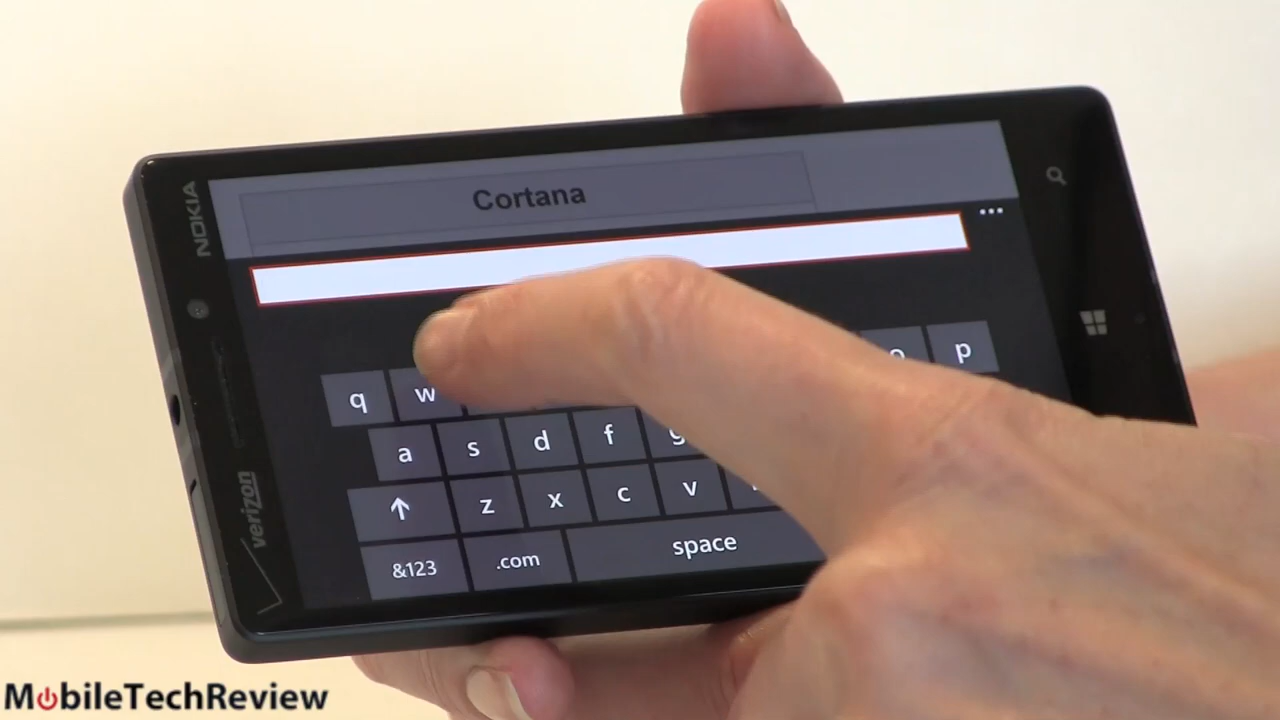 NOKIA
Cortana
...
q w o p
a s d f g
z x c v
&123 .com space
verizon
MobileTechReview